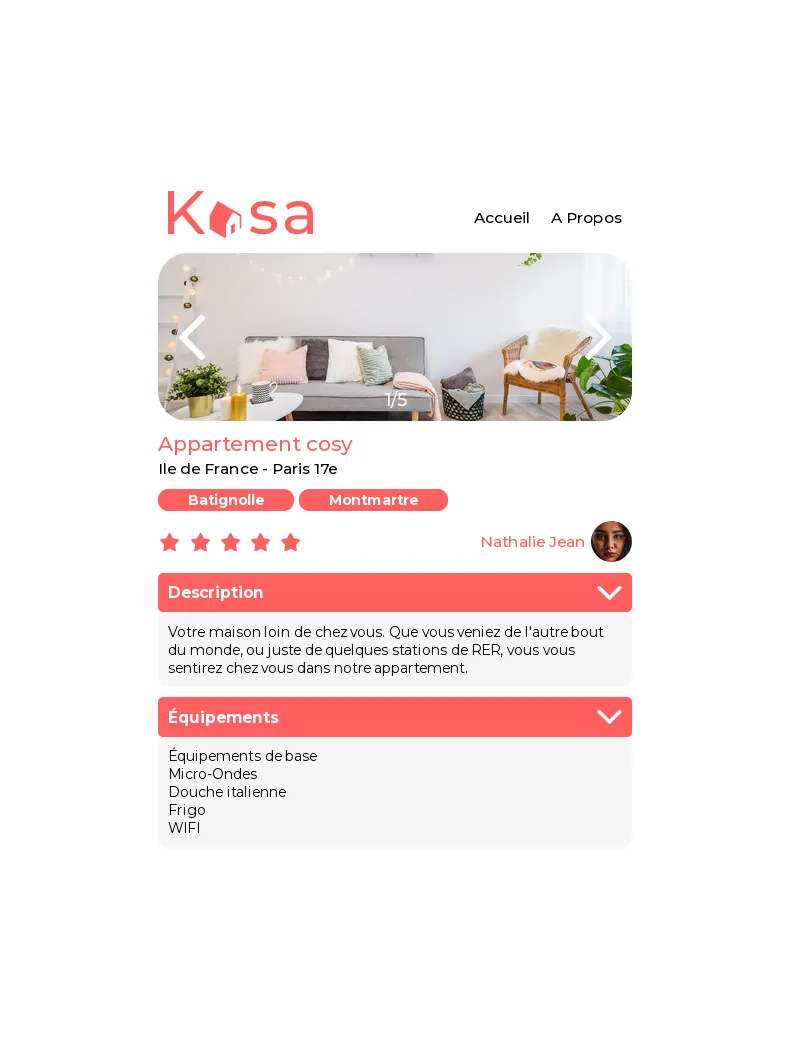 Kasa
Accueil A Propos
1/5
Appartement cosy
Ile de France - Paris 17e
Batignolle Montmartre
Nathalie Jean
Description
Votre maison loin de chez vous. Que vous veniez de l'autre bout
du monde, ou juste de quelques stations de RER, vous vous
sentirez chez vous dans notre appartement.
Équipements
Équipements de base
Micro-Ondes
Douche italienne
Frigo
WIFI